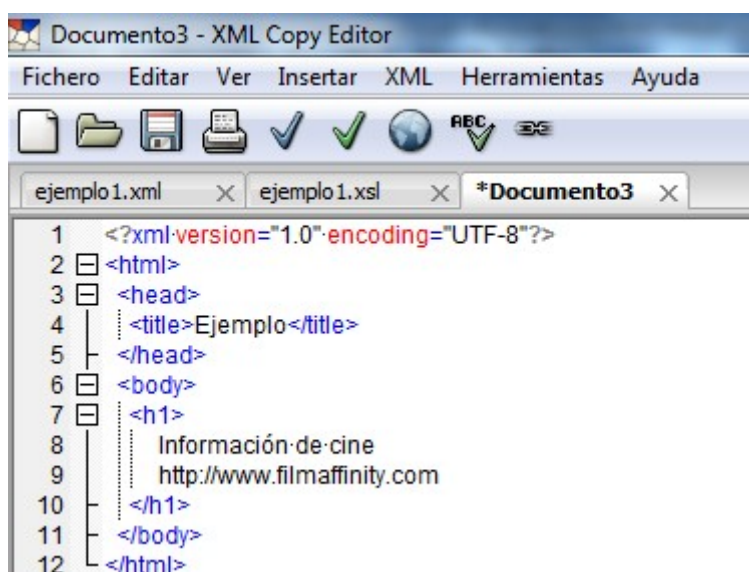 Documento3 - XML Copy Editor
Fichero Editar Ver Insertar XML Herramientas Ayuda
ABC
ejemplo1.xml ejemplo1.xsl *Documento3
1 <?xml·version="1.0"·encoding="UTF-8"?>
2 <html>
3 <head>
4 <title>Ejemplo</title>
5 </head>
6 <body>
7 <h1>
8 Información·de·cine
9 http://www.filmaffinity.com
10 </h1>
11 </body>
12 </html>